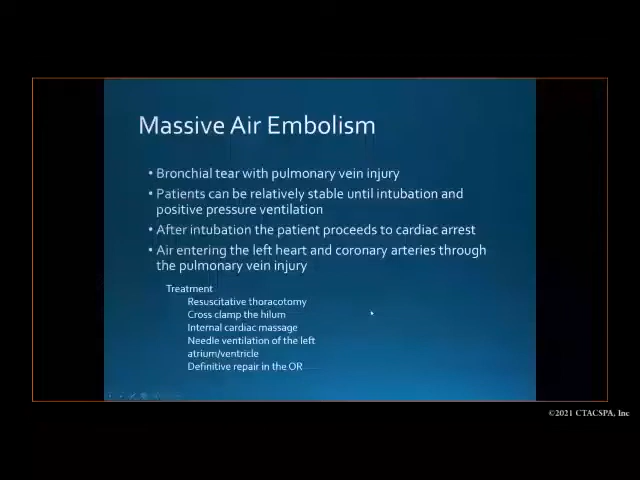 Massive Air Embolism
• Bronchial tear with pulmonary vein injury
• Patients can be relatively stable until intubation and
positive pressure ventilation
• After intubation the patient proceeds to cardiac arrest
• Air entering the left heart and coronary arteries through
the pulmonary vein injury
Treatment
Resuscitative thoracotomy
Cross clamp the hilum
Internal cardiac massage
Needle ventilation of the left
atrium/ventricle
Definitive repair in the OR
©2021 CTACSPA, Inc